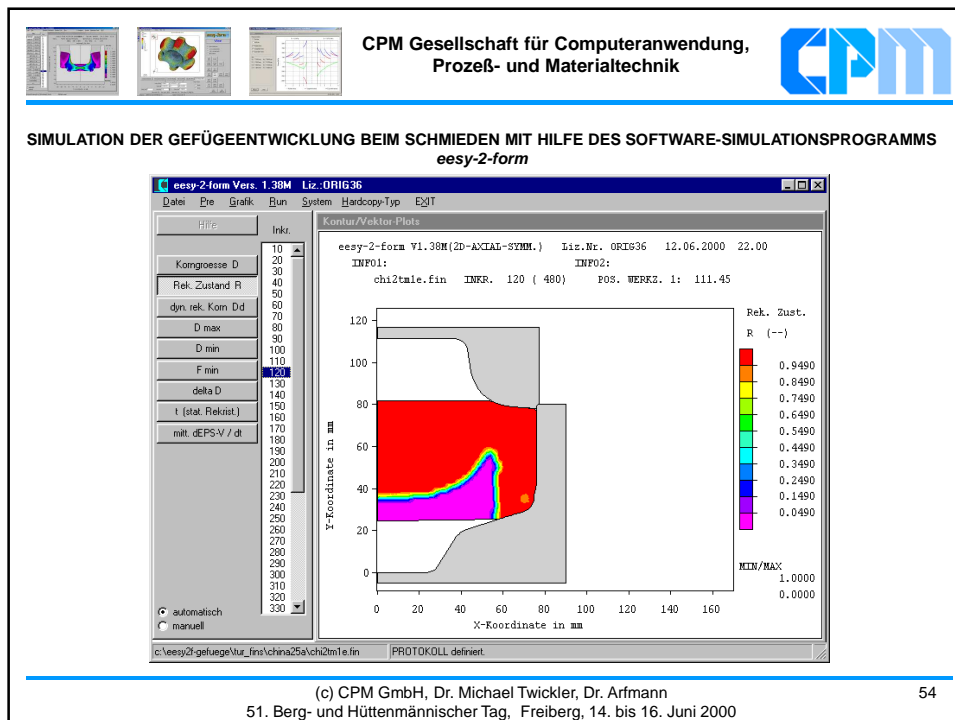 CPM Gesellschaft für Computeranwendung,
Prozeß- und Materialtechnik
CPM
SIMULATION DER GEFÜGEENTWICKLUNG BEIM SCHMIEDEN MIT HILFE DES SOFTWARE-SIMULATIONSPROGRAMMS
eesy-2-form
eesy-2-form Vers. 1.38M Liz.:ORIG36
Datei Pre Grafik Run System Hardcopy-Typ EXIT
Hilfe
Inkr.
Korngroesse D
Rek. Zustand R
dyn. rek. Korn Dd
D max
D min
F min
delta D
t (stat. Rekrist.)
mitt. dEPS-V / dt
10
20
30
40
50
60
70
80
90
100
110
120
130
140
150
160
170
180
190
200
210
220
230
240
250
260
270
280
290
300
310
320
330
automatisch
manuell
Kontur/Vektor-Plots
eesy-2-form V1.38M(2D-AXIAL-SYMM.) Liz.Nr. ORIG36 12.06.2000 22.00
INFO1: INFO2:
chi2tm1e.fin INKR. 120 ( 480) POS. WERKZ. 1: 111.45
Rek. Zust.
R (--)
0.9490
0.8490
0.7490
0.6490
0.5490
0.4490
0.3490
0.2490
0.1490
0.0490
MIN/MAX
1.0000
0.0000
Y-Koordinate in mm
120
100
80
60
40
20
0
0 20 40 60 80 100 120 140 160
X-Koordinate in mm
c:\eesy2f-gefuege\tur_fins\china25a\chi2tm1e.fin PROTOKOLL definiert.
(c) CPM GmbH, Dr. Michael Twickler, Dr. Arfmann
54
51. Berg- und Hüttenmännischer Tag, Freiberg, 14. bis 16. Juni 2000